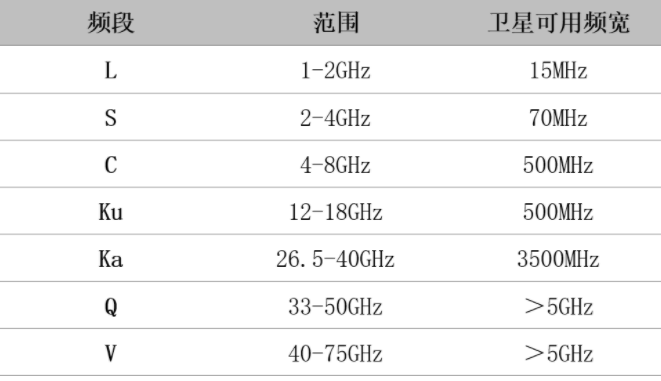 频段 范围 卫星可用频宽
L 1-2GHz 15MHz
S 2-4GHz 70MHz
C 4-8GHz 500MHz
Ku 12-18GHz 500MHz
Ka 26.5-40GHz 3500MHz
Q 33-50GHz ＞5GHz
V 40-75GHz ＞5GHz